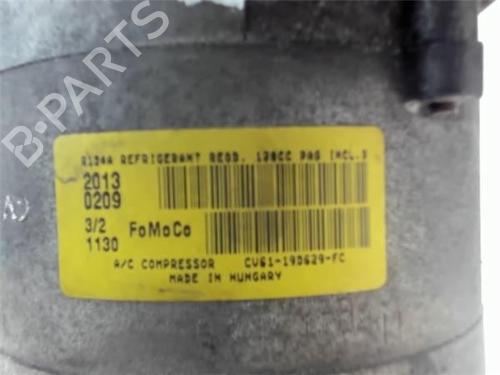 B-PARTS
R134A REFRIGERANT REQD. 120CC PAG INCL.
2013
0209
3/2
1130
FoMoCo
A/C COMPRESSOR CV61-19D629-FC
MADE IN HUNGARY